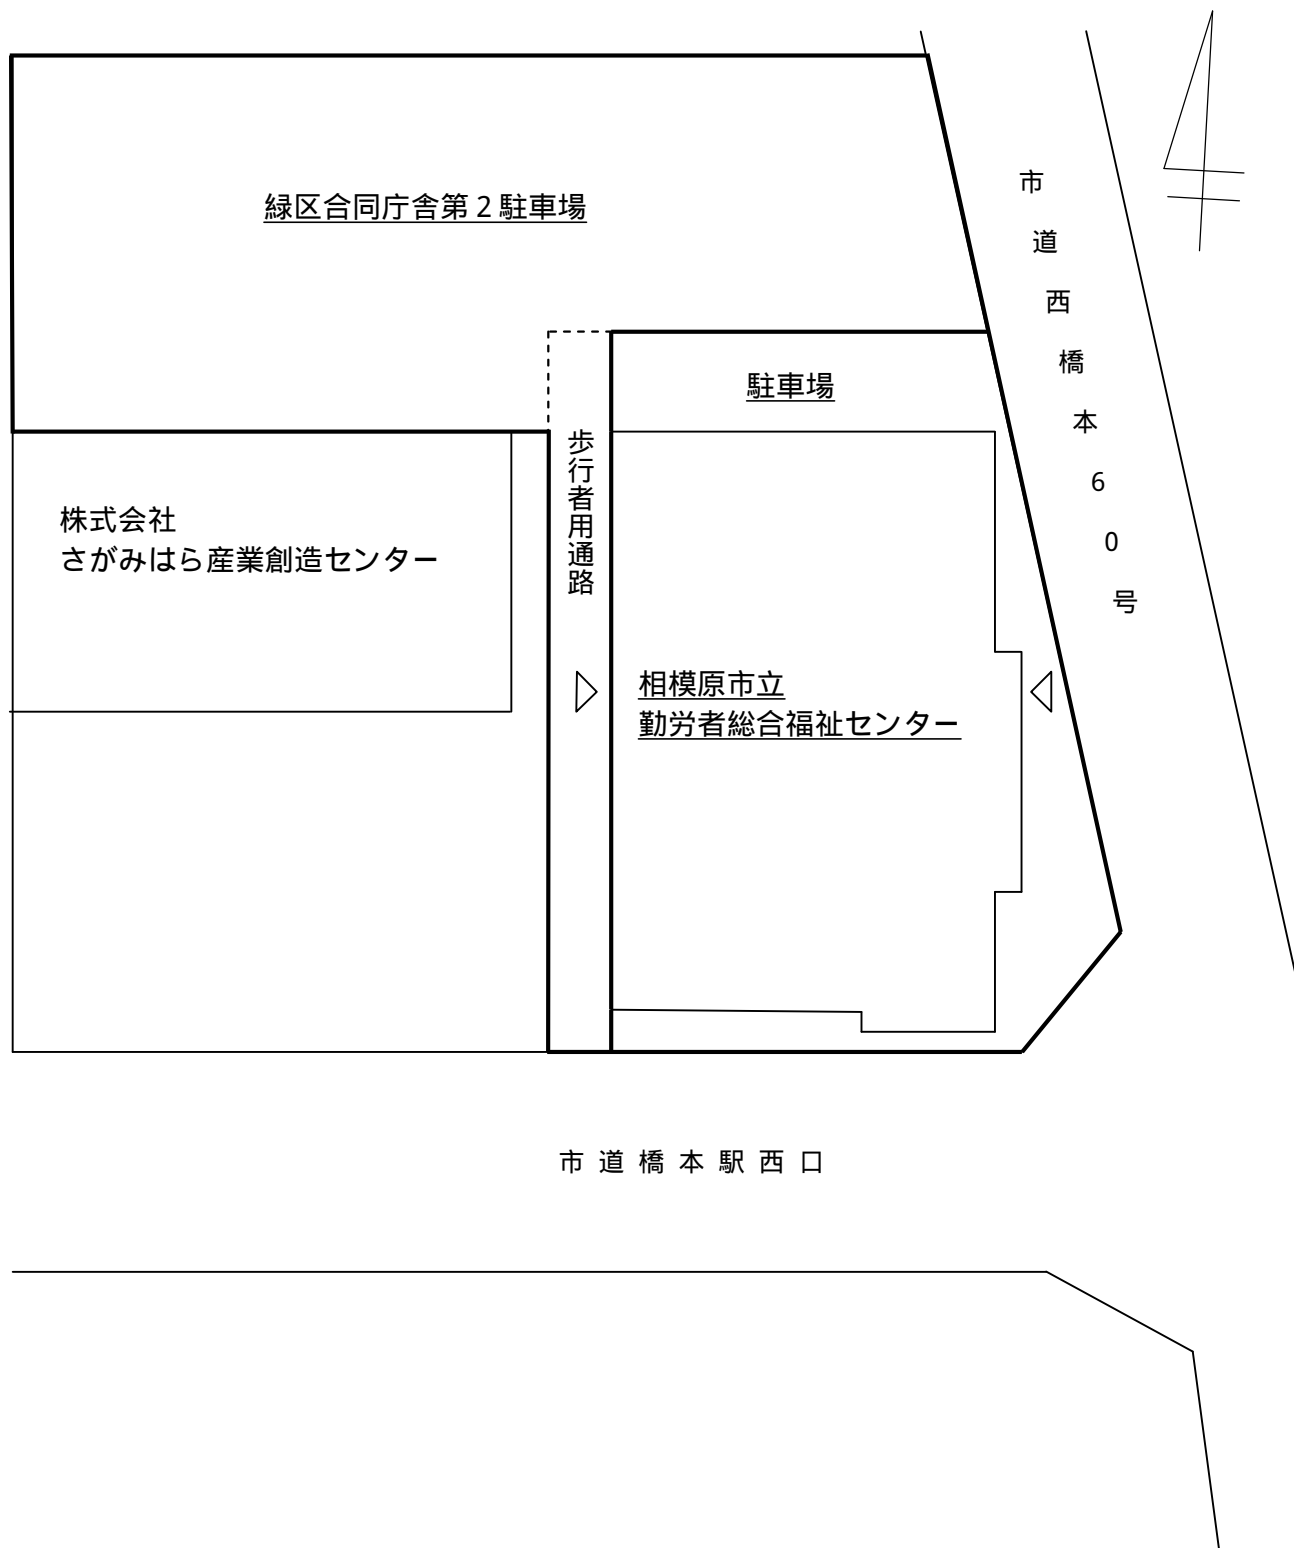 緑区合同庁舎第2駐車場
市道西橋本60号
駐車場
歩行者用通路
株式会社
さがみはら産業創造センター
相模原市立
勤労者総合福祉センター
市道橋本駅西口